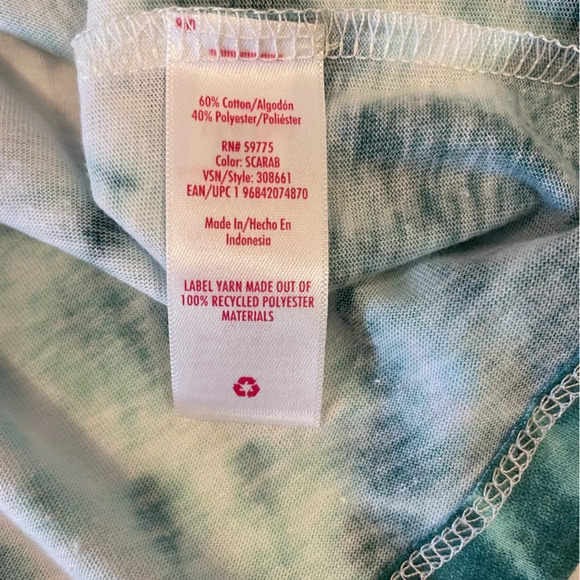 60% Cotton/Algodón
40% Polyester/Poliéster
RN# 59775
Color: SCARAB
VSN/Style: 308661
EAN/UPC 1 96842074870
Made In/Hecho En
Indonesia
LABEL YARN MADE OUT OF
100% RECYCLED POLYESTER
MATERIALS